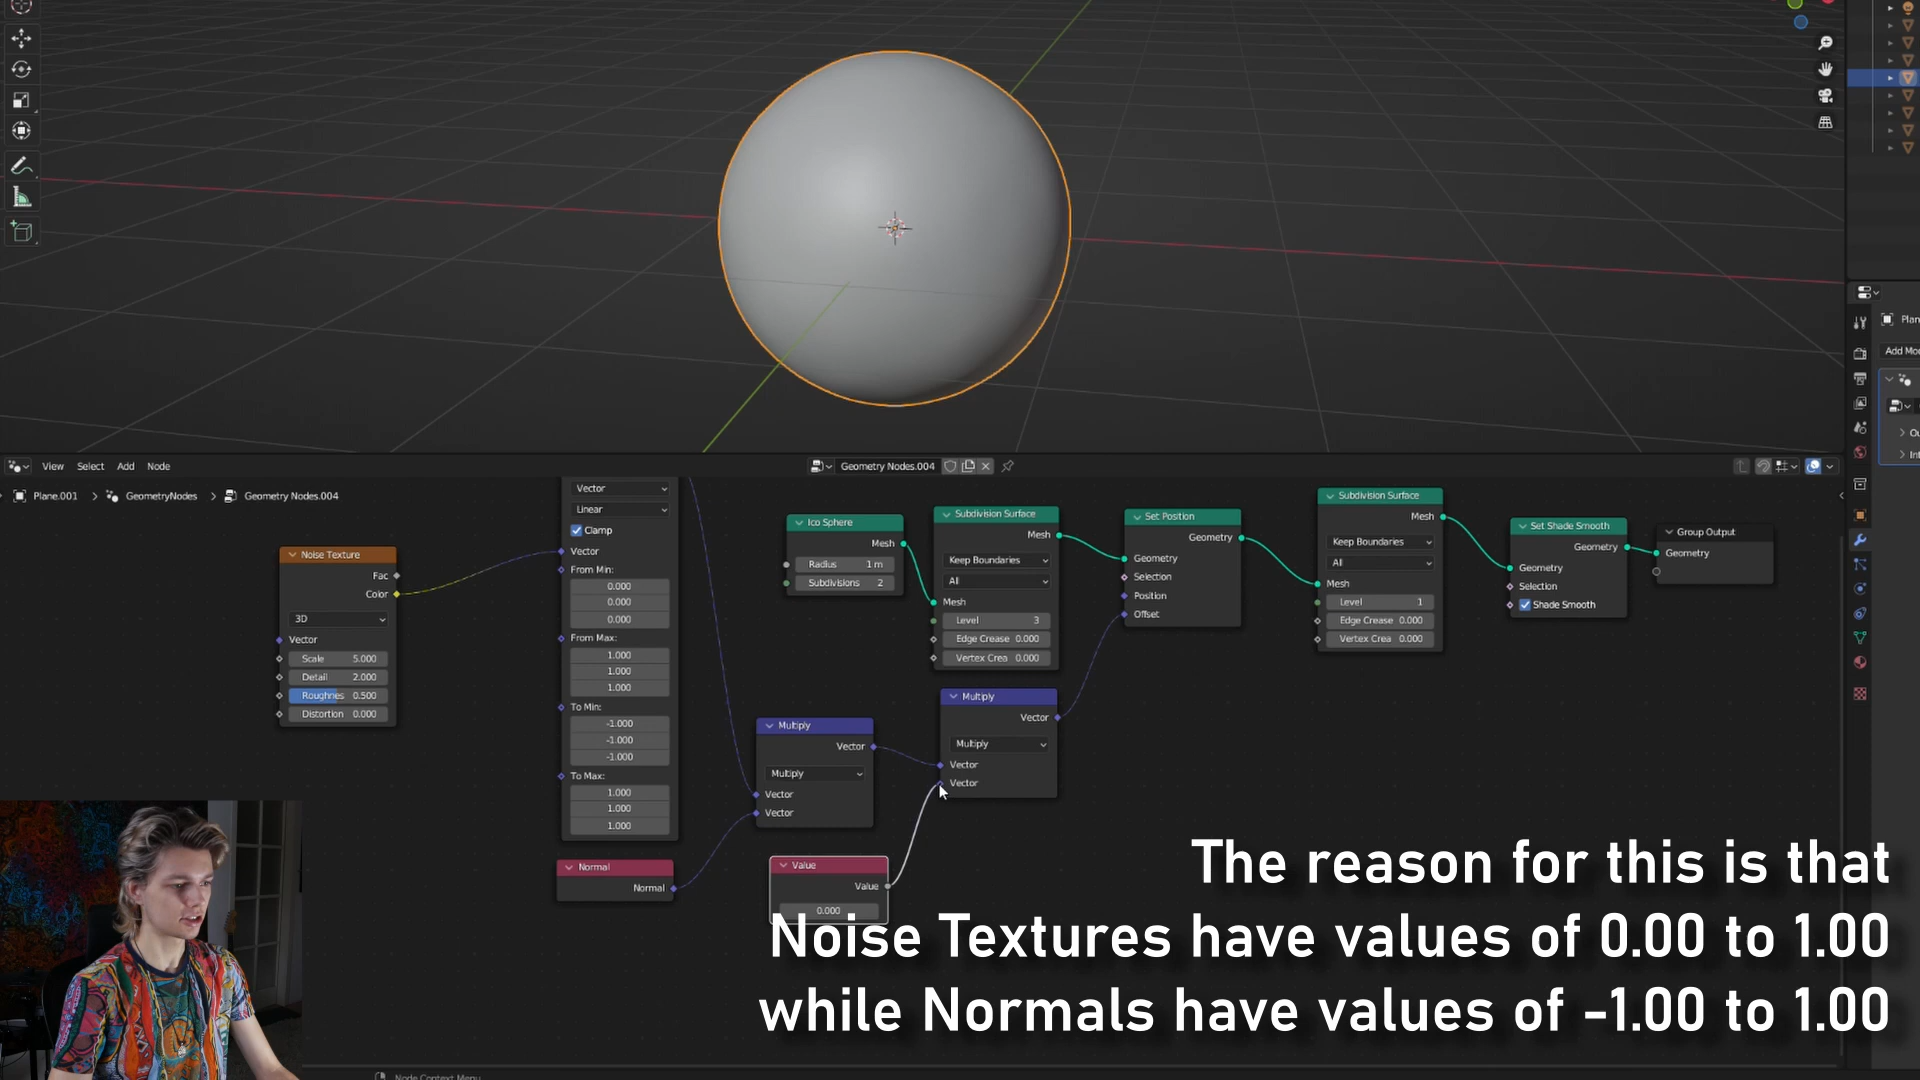 View Select Add Node
Geometry Nodes.004
Plane.001 > GeometryNodes > Geometry Nodes.004
Plan
Add Mo
Noise Texture
Fac
Color
3D
Vector
Scale 5.000
Detail 2.000
Roughnes 0.500
Distortion 0.000
Vector
Linear
Clamp
Vector
From Min:
0.000
0.000
0.000
From Max:
1.000
1.000
1.000
To Min:
-1.000
-1.000
-1.000
To Max:
1.000
1.000
1.000
Normal
Normal
Ico Sphere
Mesh
Radius 1 m
Subdivisions 2
Subdivision Surface
Mesh
Keep Boundaries
All
Mesh
Level 3
Edge Crease 0.000
Vertex Crea 0.000
Multiply
Vector
Multiply
Vector
Vector
Multiply
Vector
Multiply
Vector
Vector
Value
Value
0.000
Set Position
Geometry
Geometry
Selection
Position
Offset
Subdivision Surface
Mesh
Keep Boundaries
All
Mesh
Level 1
Edge Crease 0.000
Vertex Crea 0.000
Set Shade Smooth
Geometry
Geometry
Selection
Shade Smooth
Group Output
Geometry
The reason for this is that
Noise Textures have values of 0.00 to 1.00
while Normals have values of -1.00 to 1.00
Node Context Menu